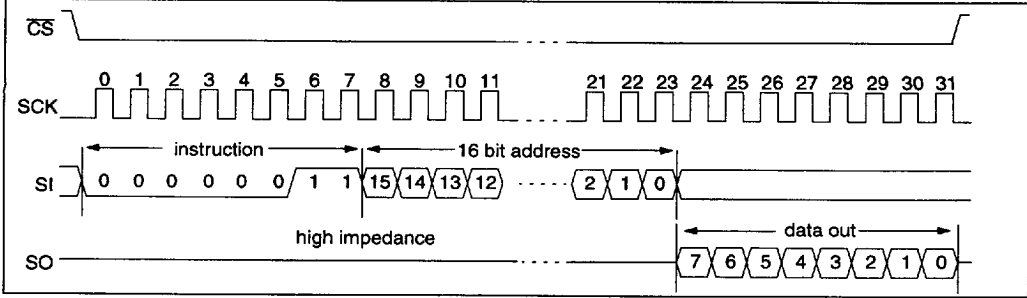 CS
0 1 2 3 4 5 6 7 8 9 10 11 21 22 23 24 25 26 27 28 29 30 31
SCK
instruction 16 bit address
SI 0 0 0 0 0 0 1 1 15 14 13 12 2 1 0
data out
high impedance
SO 7 6 5 4 3 2 1 0